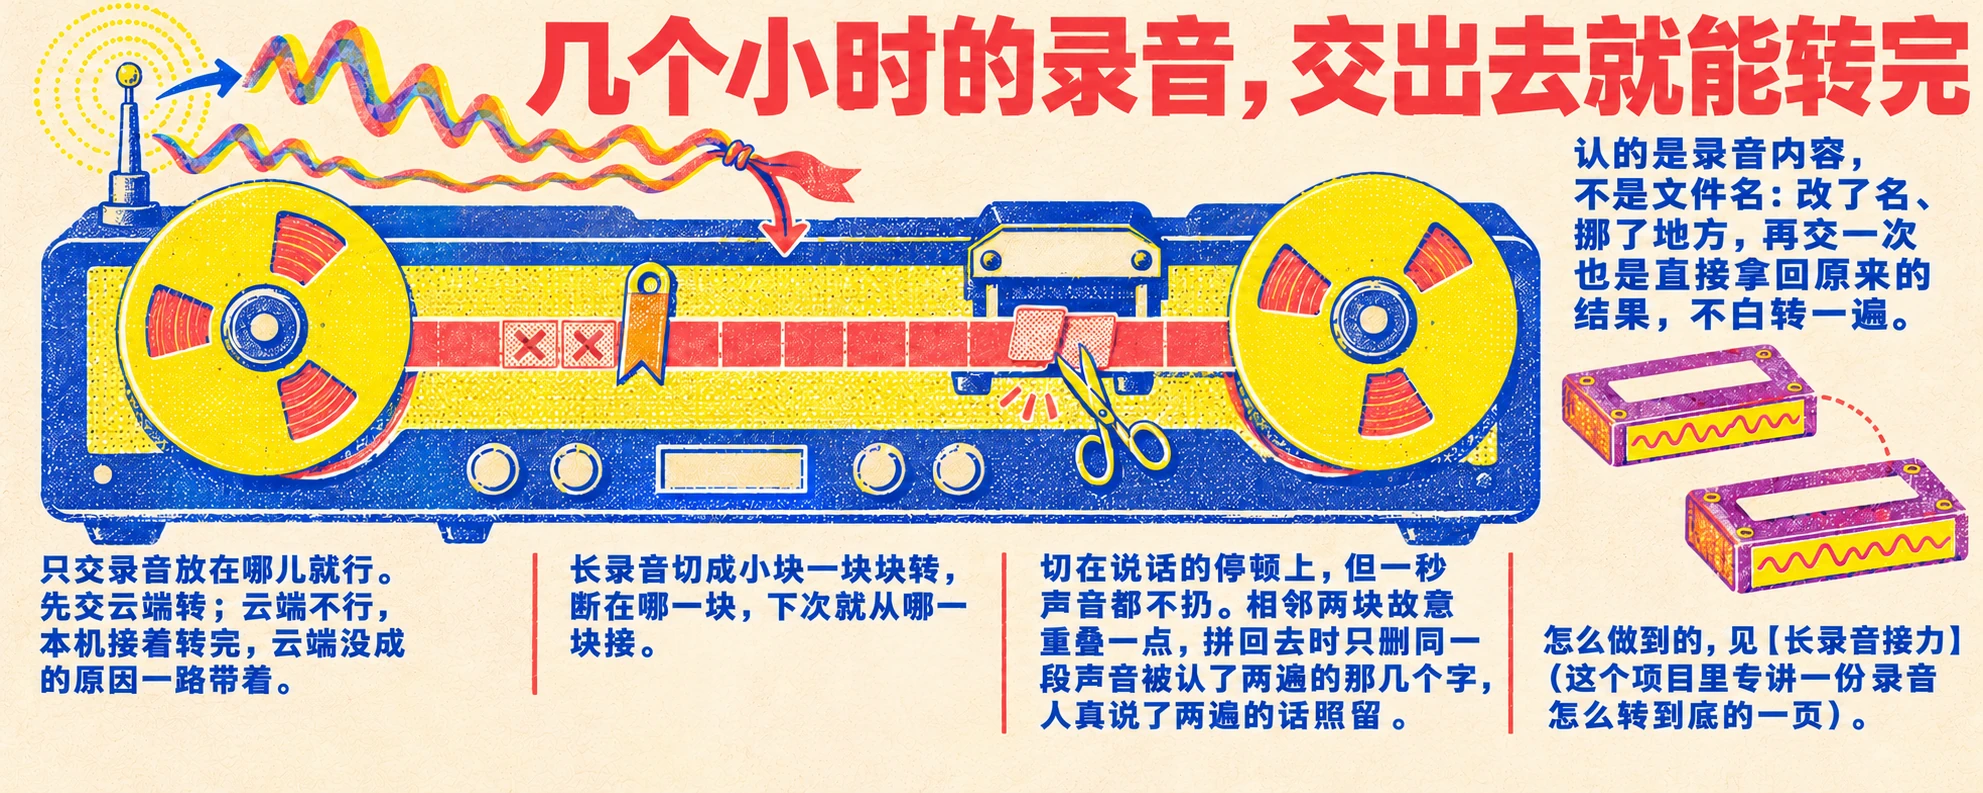 几个小时的录音，交出去就能转完
认的是录音内容，
不是文件名：改了名、
挪了地方，再交一次
也是直接拿回原来的
结果，不白转一遍。
只交录音放在哪儿就行。
先交云端转；云端不行，
本机接着转完，云端没成
的原因一路带着。
长录音切成小块一块块转，
断在哪一块，下次就从哪一
块接。
切在说话的停顿上，但一秒
声音都不扔。相邻两块故意
重叠一点，拼回去时只删同一
段声音被认了两遍的那几个字，
人真说了两遍的话照留。
怎么做到的，见【长录音接力】
（这个项目里专讲一份录音
怎么转到底的一页）。